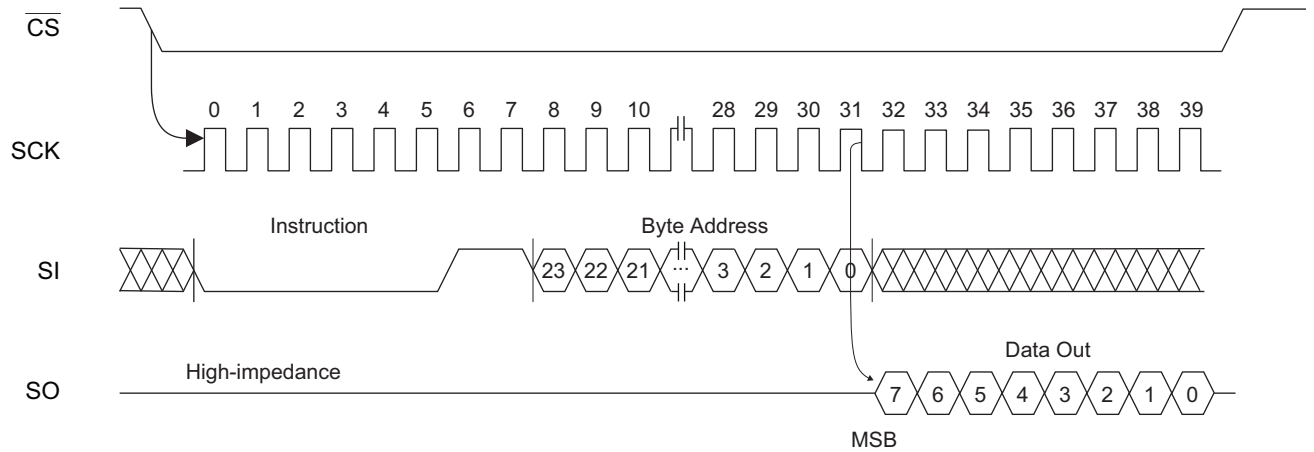 CS
0 1 2 3 4 5 6 7 8 9 10 28 29 30 31 32 33 34 35 36 37 38 39
SCK
Instruction Byte Address
SI 23 22 21 ... 3 2 1 0
Data Out
High-impedance
SO 7 6 5 4 3 2 1 0
MSB